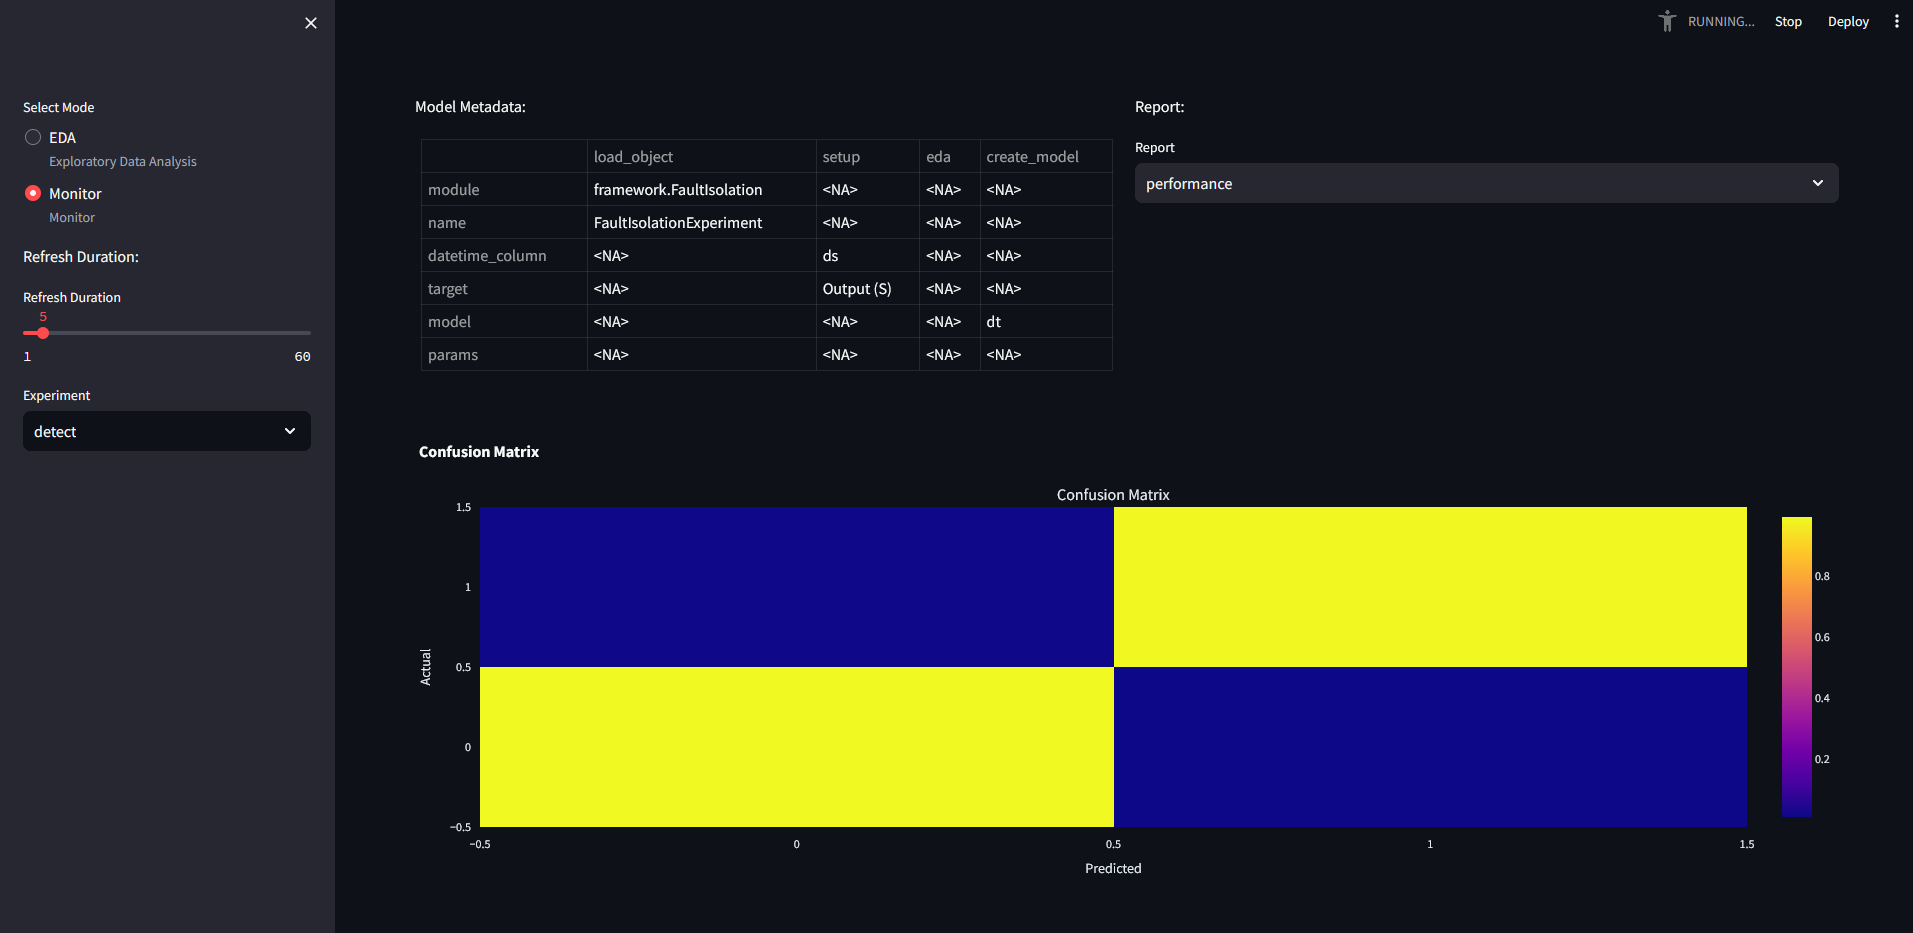 RUNNING... Stop Deploy
Select Mode
EDA
Exploratory Data Analysis
Monitor
Monitor
Refresh Duration:
Refresh Duration
5
1 60
Experiment
detect
Model Metadata:
load_object setup eda create_model
module framework.FaultIsolation <NA> <NA> <NA>
name FaultIsolationExperiment <NA> <NA> <NA>
datetime_column <NA> ds <NA> <NA>
target <NA> Output (S) <NA> <NA>
model <NA> <NA> <NA> dt
params <NA> <NA> <NA> <NA>
Report:
Report
performance
Confusion Matrix
Confusion Matrix
1.5
1
0.5
0
−0.5
Actual
−0.5 0 0.5 1 1.5
Predicted
0.8
0.6
0.4
0.2